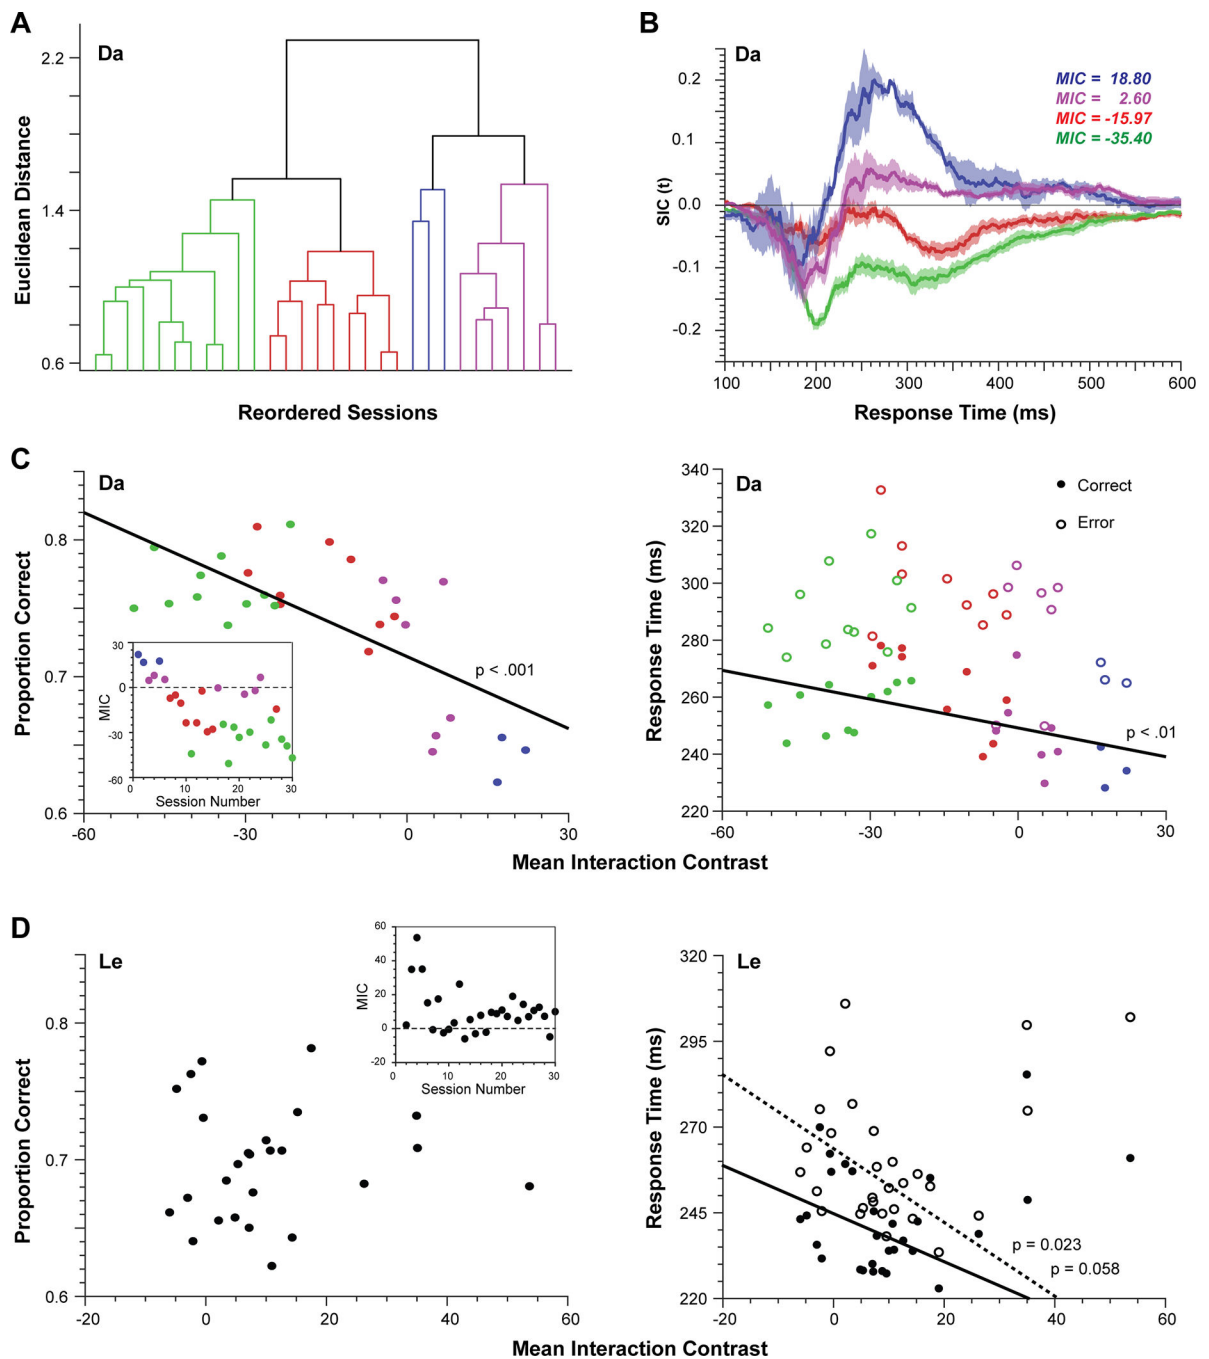 A
Da
2.2
1.4
0.6
Euclidean Distance
Reordered Sessions
B
Da
MIC = 18.80
MIC = 2.60
MIC = -15.97
MIC = -35.40
0.2
0.1
0.0
-0.1
-0.2
SIC (t)
100 200 300 400 500 600
Response Time (ms)
C
Da
0.8
0.7
0.6
Proportion Correct
p < .001
30
0
-30
-60
MIC
0 10 20 30
Session Number
-60 -30 0 30
Da
Correct
Error
340
320
300
280
260
240
220
Response Time (ms)
p < .01
-60 -30 0 30
Mean Interaction Contrast
D
Le
0.8
0.7
0.6
Proportion Correct
60
40
20
0
-20
MIC
0 10 20 30
Session Number
-20 0 20 40 60
Le
320
295
270
245
220
Response Time (ms)
p = 0.023
p = 0.058
-20 0 20 40 60
Mean Interaction Contrast